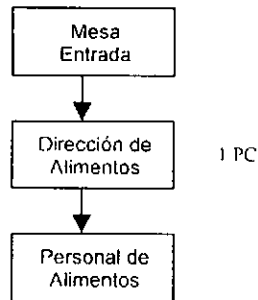 Mesa
Entrada
Dirección de
Alimentos
1 PC
Personal de
Alimentos